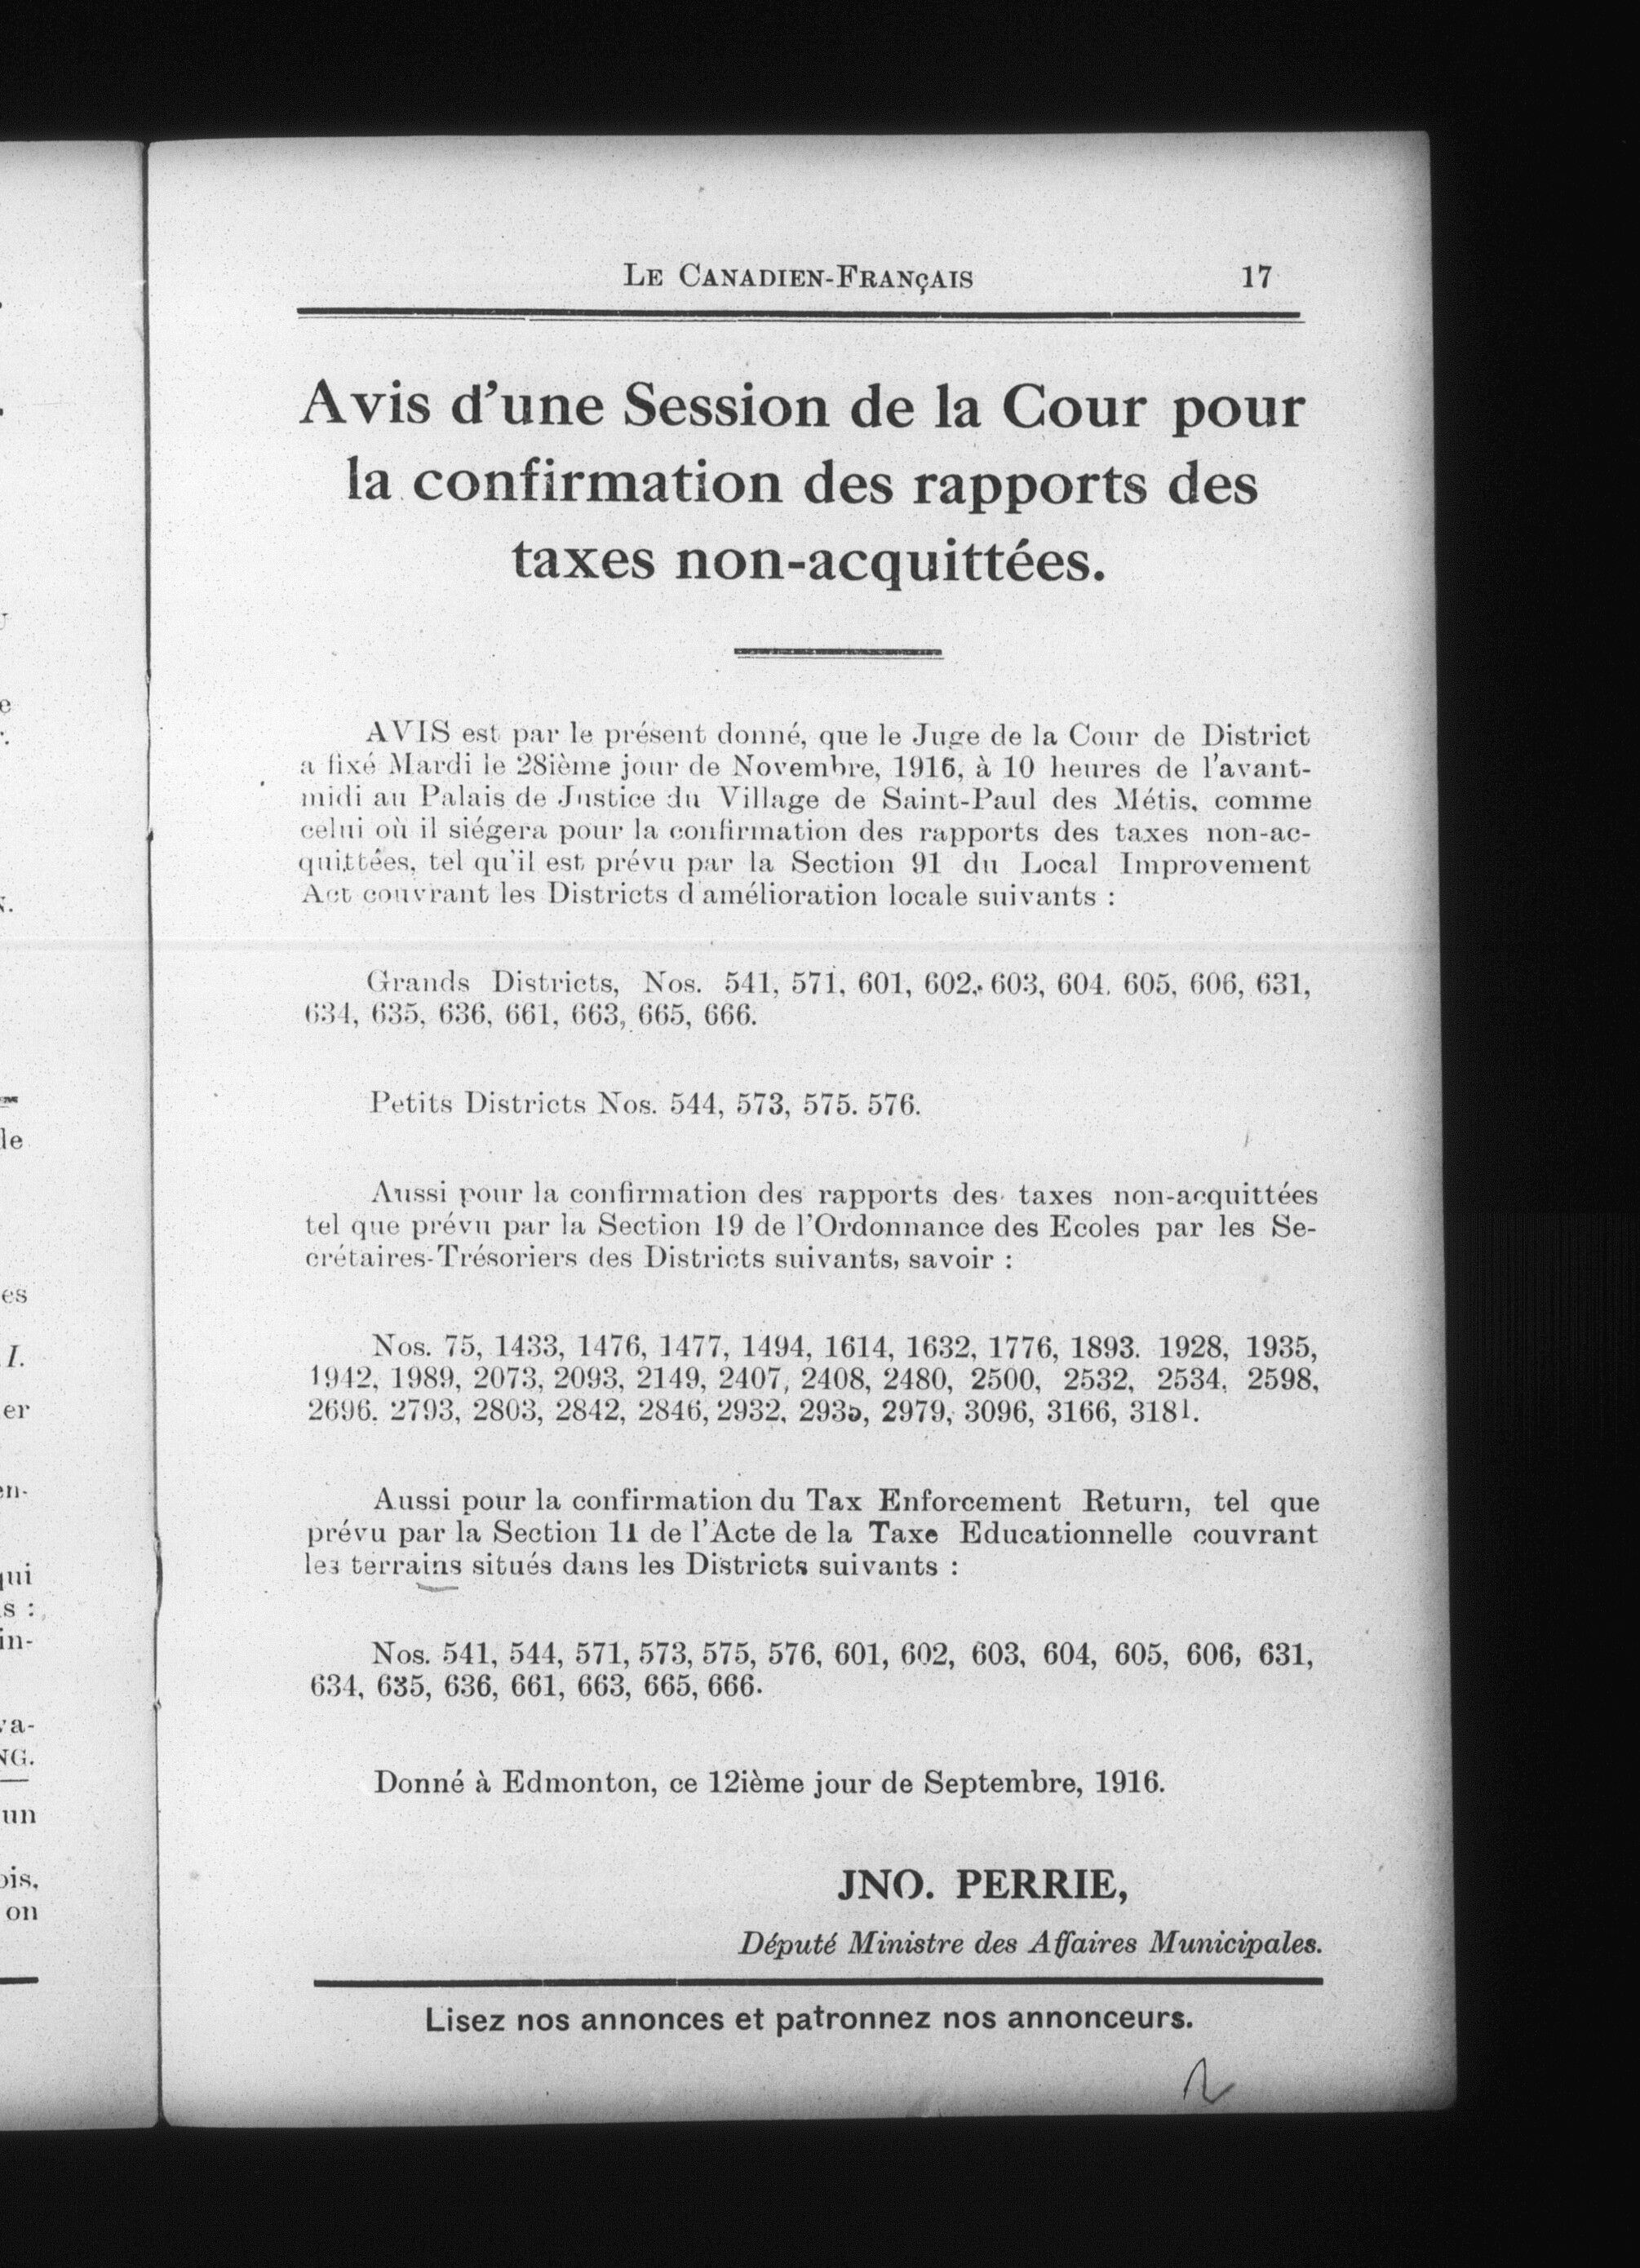 LE CANADIEN-FRANÇAIS 17
Avis d'une Session de la Cour pour
la confirmation des rapports des
taxes non-acquittées.
AVIS est par le présent donné, que le Juge de la Cour de District
a fixé Mardi le 28ième jour de Novembre, 1916, à 10 heures de l'avant-
midi au Palais de Justice du Village de Saint-Paul des Métis, comme
celui où il siégera pour la confirmation des rapports des taxes non-ac-
quittées, tel qu'il est prévu par la Section 91 du Local Improvement
Act couvrant les Districts d'amélioration locale suivants :
Grands Districts, Nos. 541, 571, 601, 602, 603, 604. 605, 606, 631,
634, 635, 636, 661, 663, 665, 666.
Petits Districts Nos. 544, 573, 575. 576.
Aussi pour la confirmation des rapports des taxes non-acquittées
tel que prévu par la Section 19 de l'Ordonnance des Ecoles par les Se-
crétaires-Trésoriers des Districts suivants, savoir :
Nos. 75, 1433, 1476, 1477, 1494, 1614, 1632, 1776, 1893. 1928, 1935,
1942, 1989, 2073, 2093, 2149, 2407, 2408, 2480, 2500, 2532, 2534, 2598,
2696. 2793, 2803, 2842, 2846, 2932, 2935, 2979, 3096, 3166, 3181.
Aussi pour la confirmation du Tax Enforcement Return, tel que
prévu par la Section 11 de l'Acte de la Taxe Educationnelle couvrant
les terrains situés dans les Districts suivants :
Nos. 541, 544, 571, 573, 575, 576, 601, 602, 603, 604, 605, 606, 631,
634, 635, 636, 661, 663, 665, 666.
Donné à Edmonton, ce 12ième jour de Septembre, 1916.
JNO. PERRIE,
Député Ministre des Affaires Municipales.
Lisez nos annonces et patronnez nos annonceurs.